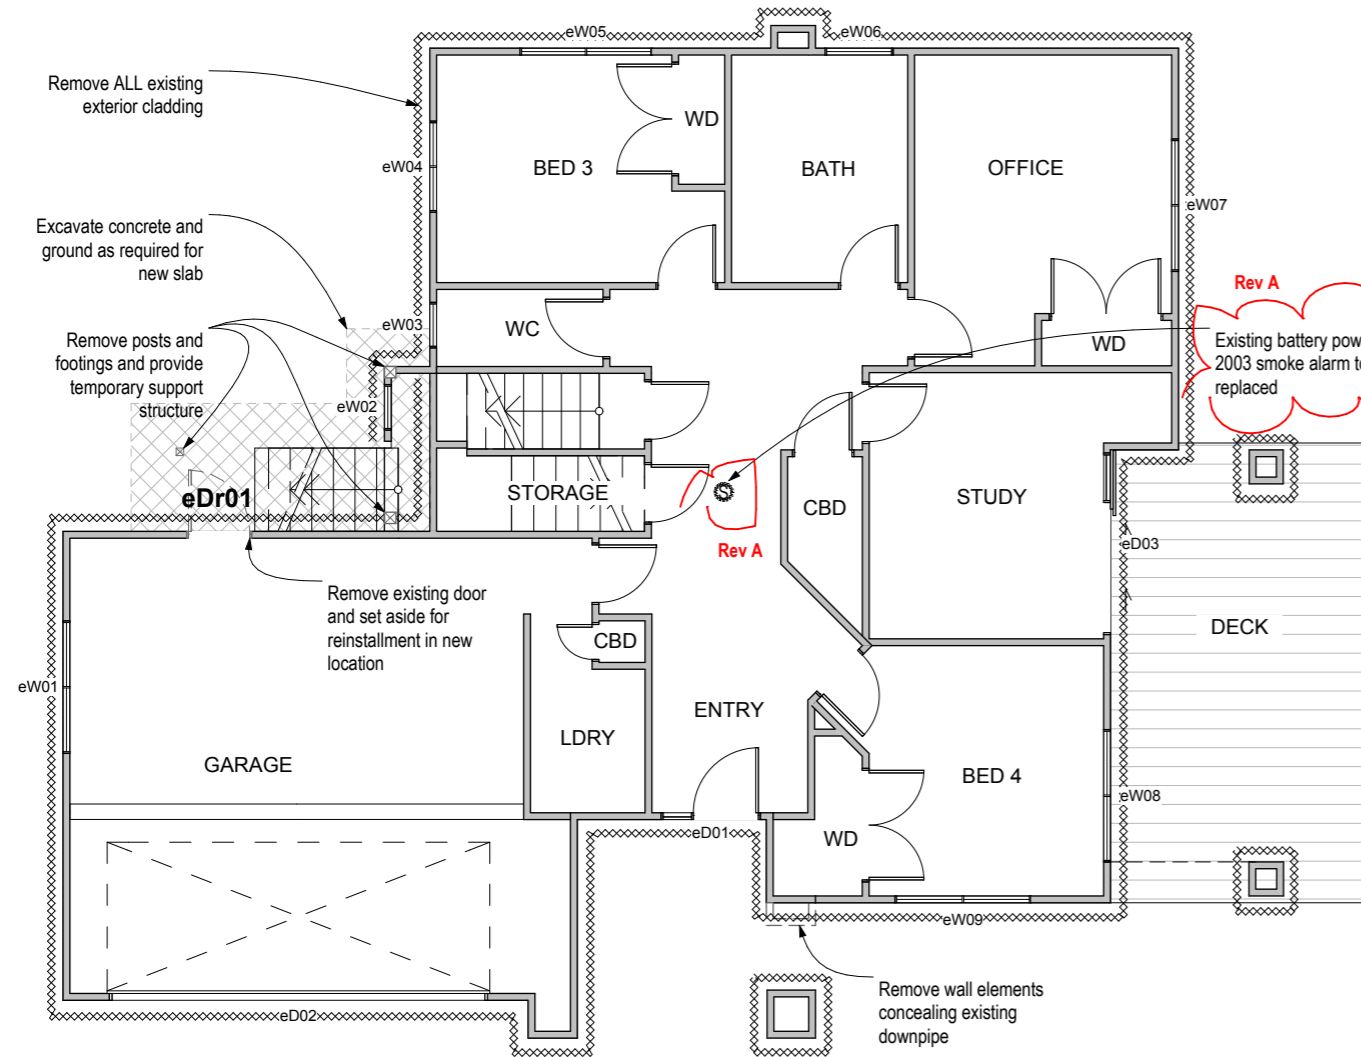 eW05
eW06
Remove ALL existing
exterior cladding
WD
eW04
BED 3
BATH
OFFICE
eW07
Excavate concrete and
ground as required for
new slab
Rev A
eW03
WC
Remove posts and
footings and provide
temporary support
structure
WD
Existing battery pow
2003 smoke alarm to
replaced
eW02
eDr01
STORAGE
S
CBD
STUDY
Rev A
eD03
Remove existing door
and set aside for
reinstallment in new
location
CBD
DECK
eW01
ENTRY
LDRY
GARAGE
BED 4
eW08
eD01
WD
eW09
Remove wall elements
concealing existing
downpipe
eD02